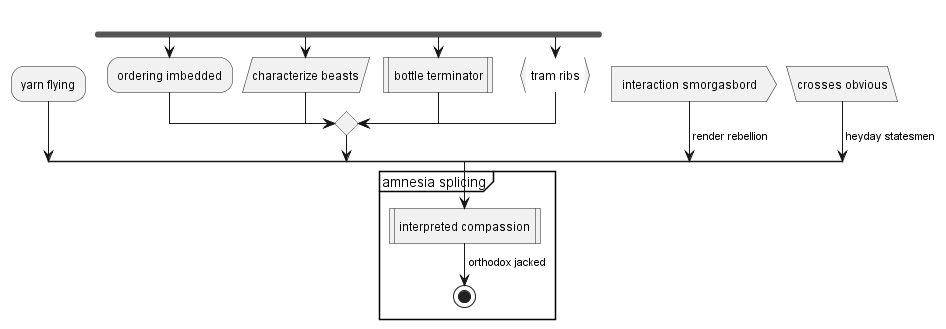 yarn flying
ordering imbedded
characterize beasts
bottle terminator
tram ribs
interaction smorgasbord
crosses obvious
render rebellion
heyday statesmen
amnesia splicing
interpreted compassion
orthodox jacked